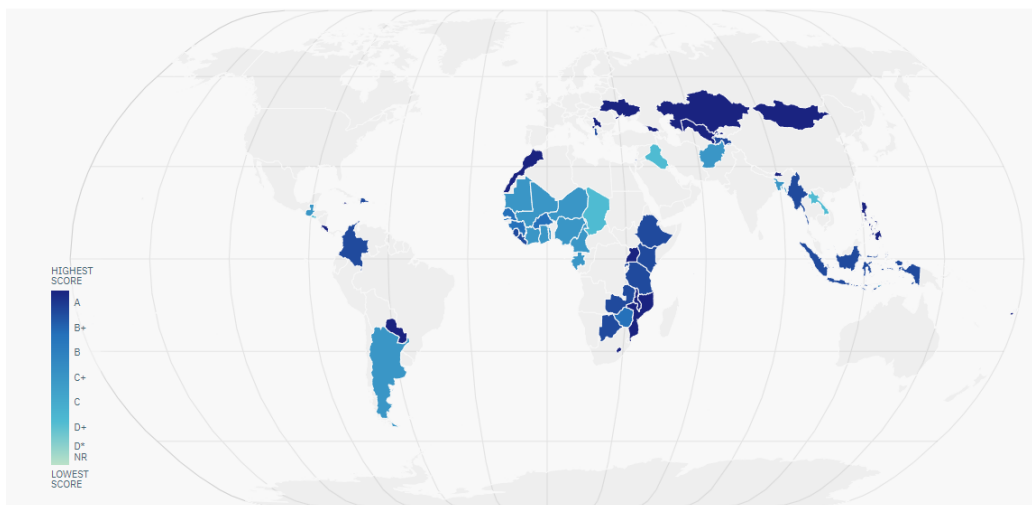 HIGHEST
SCORE
A
B+
B
C+
C
D+
D*
NR
LOWEST
SCORE